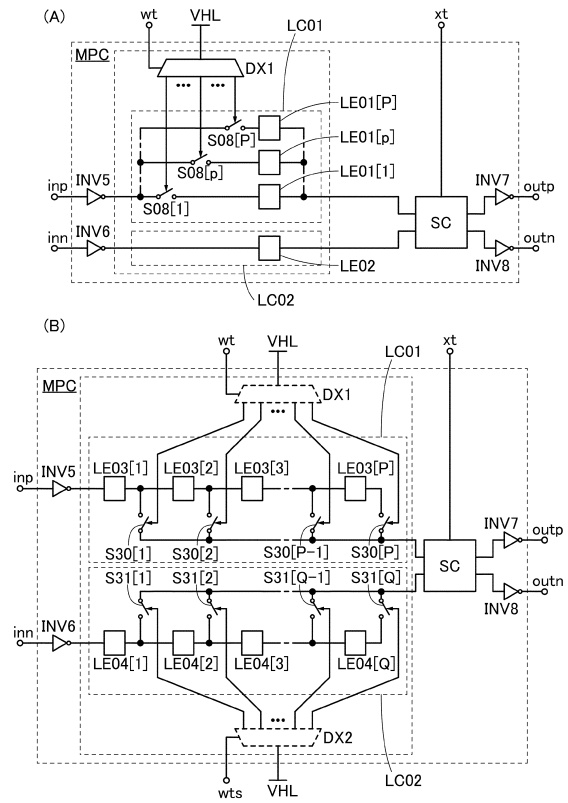 (A)
wt VHL xt
LC01
MPC
DX1
LE01[P]
S08[P]
LE01[p]
S08[p]
LE01[1]
inp INV5 S08[1] INV7 outp
SC
inn INV6 INV8 outn
LE02
LC02
(B)
wt VHL xt
LC01
MPC
DX1
inp INV5 LE03[1] LE03[2] LE03[3] LE03[P]
INV7 outp
S30[1] S30[2] S30[P-1] S30[P]
SC
S31[1] S31[2] S31[Q-1] S31[Q]
INV8 outn
inn INV6
LE04[1] LE04[2] LE04[3] LE04[Q]
DX2
LC02
wts VHL